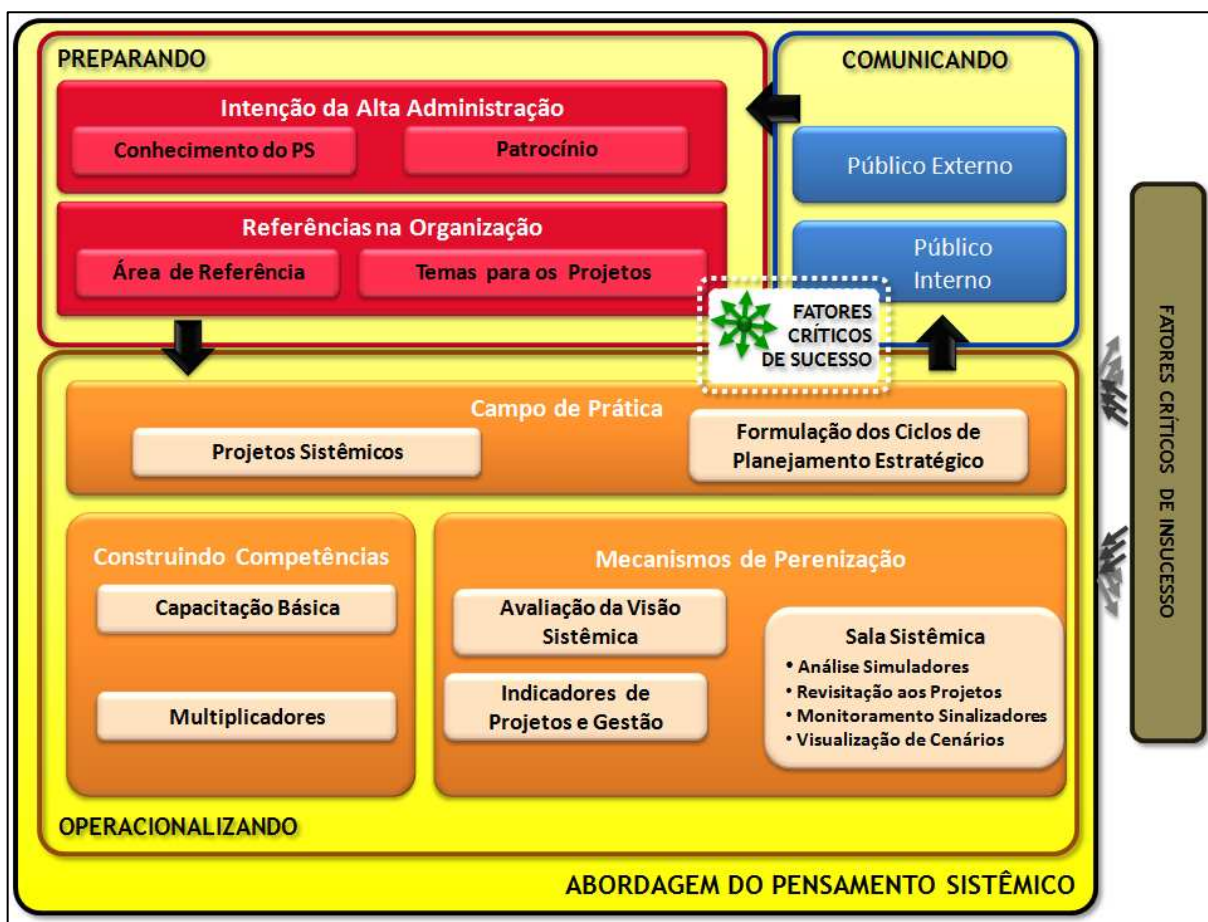 PREPARANDO
Intenção da Alta Administração
Conhecimento do PS
Patrocínio
Referências na Organização
Área de Referência
Temas para os Projetos
COMUNICANDO
Público Externo
Público
Interno
FATORES
CRÍTICOS
DE SUCESSO
Campo de Prática
Projetos Sistêmicos
Formulação dos Ciclos de
Planejamento Estratégico
Construindo Competências
Capacitação Básica
Multiplicadores
Mecanismos de Perenização
Avaliação da Visão
Sistêmica
Indicadores de
Projetos e Gestão
Sala Sistêmica
• Análise Simuladores
• Revisitação aos Projetos
• Monitoramento Sinalizadores
• Visualização de Cenários
OPERACIONALIZANDO
ABORDAGEM DO PENSAMENTO SISTÊMICO
FATORES CRÍTICOS DE INSUCESSO